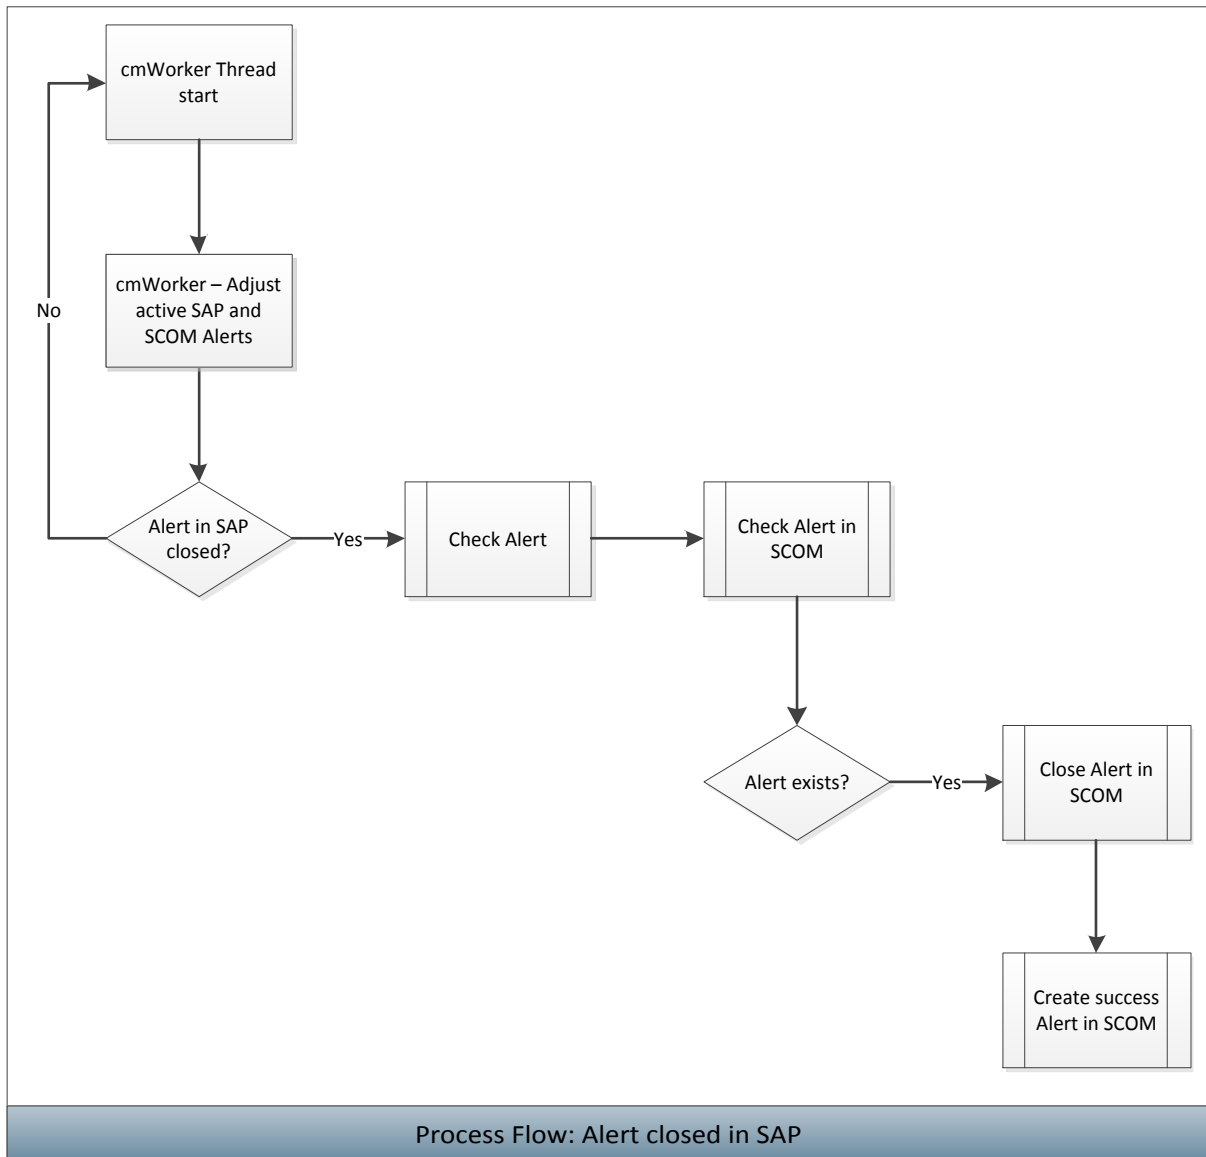 cmWorker Thread
start
cmWorker – Adjust
active SAP and
SCOM Alerts
No
Alert in SAP
closed?
Yes
Check Alert
Check Alert in
SCOM
Alert exists?
Yes
Close Alert in
SCOM
Create success
Alert in SCOM
Process Flow: Alert closed in SAP